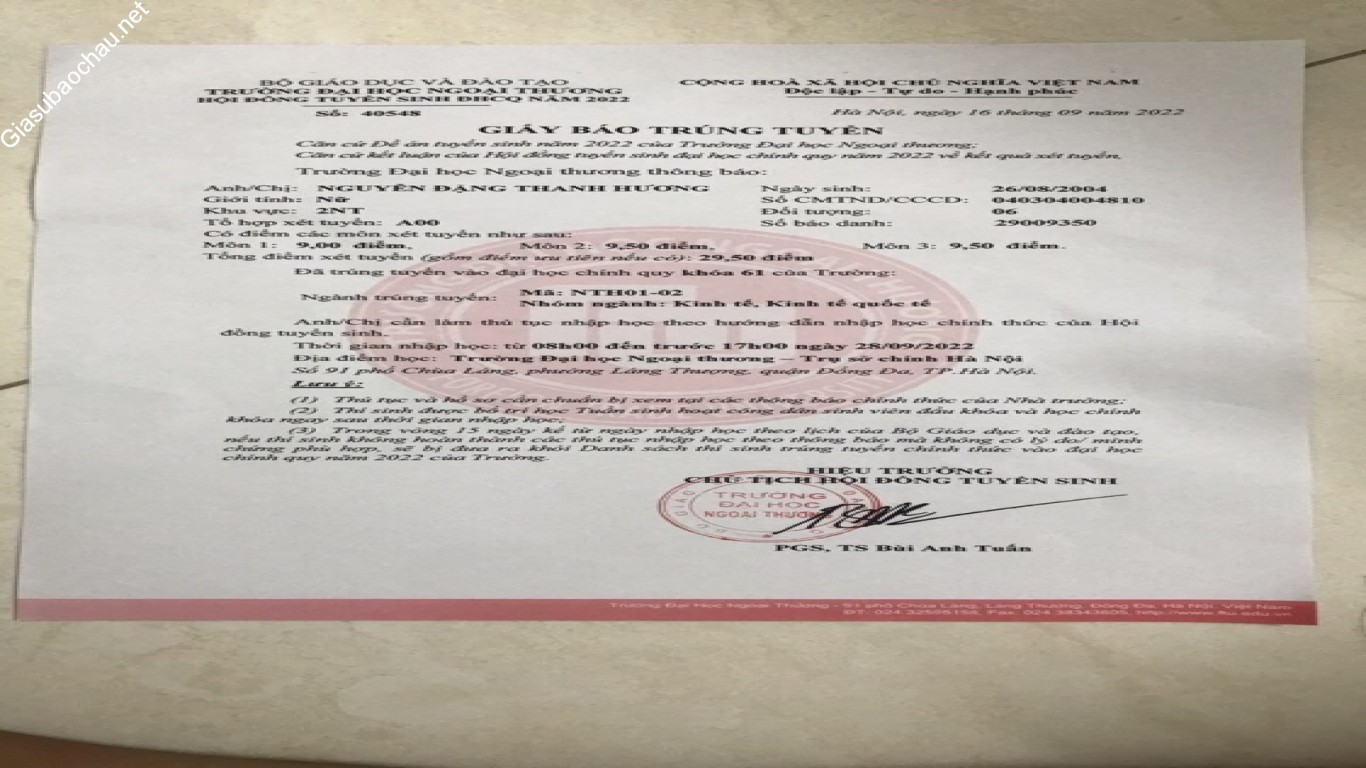 Giasubaochau.net
BỘ GIÁO DỤC VÀ ĐÀO TẠO
TRƯỜNG ĐẠI HỌC NGOẠI THƯƠNG
HỘI ĐỒNG TUYỂN SINH ĐHCQ NĂM 2022
Số: 40548
CỘNG HOÀ XÃ HỘI CHỦ NGHĨA VIỆT NAM
Độc lập - Tự do - Hạnh phúc
Hà Nội, ngày 16 tháng 09 năm 2022
GIẤY BÁO TRÚNG TUYỂN
Căn cứ Đề án tuyển sinh năm 2022 của Trường Đại học Ngoại thương;
Căn cứ kết luận của Hội đồng tuyển sinh đại học chính quy năm 2022 về kết quả xét tuyển,
Trường Đại học Ngoại thương thông báo:
Anh/Chị: NGUYỄN ĐẶNG THANH HƯƠNG Ngày sinh: 26/08/2004
Giới tính: Nữ Số CMTND/CCCD: 040304004810
Khu vực: 2NT Đối tượng: 06
Tổ hợp xét tuyển: A00 Số báo danh: 29009350
Có điểm các môn xét tuyển như sau:
Môn 1: 9,00 điểm, Môn 2: 9,50 điểm, Môn 3: 9,50 điểm.
Tổng điểm xét tuyển (gồm điểm ưu tiên nếu có): 29,50 điểm
Đã trúng tuyển vào đại học chính quy khóa 61 của Trường:
Ngành trúng tuyển: Mã: NTH01-02
Nhóm ngành: Kinh tế, Kinh tế quốc tế
Anh/Chị cần làm thủ tục nhập học theo hướng dẫn nhập học chính thức của Hội
đồng tuyển sinh.
Thời gian nhập học: từ 08h00 đến trước 17h00 ngày 28/09/2022
Địa điểm học: Trường Đại học Ngoại thương – Trụ sở chính Hà Nội
Số 91 phố Chùa Láng, phường Láng Thượng, quận Đống Đa, TP.Hà Nội.
Lưu ý:
(1) Thủ tục và hồ sơ cần chuẩn bị xem tại các thông báo chính thức của Nhà trường;
(2) Thí sinh được bố trí học Tuần sinh hoạt công dân sinh viên đầu khóa và học chính
khóa ngay sau thời gian nhập học;
(3) Trong vòng 15 ngày kể từ ngày nhập học theo lịch của Bộ Giáo dục và đào tạo,
nếu thí sinh không hoàn thành các thủ tục nhập học theo thông báo mà không có lý do/ minh
chứng phù hợp, sẽ bị đưa ra khỏi Danh sách thí sinh trúng tuyển chính thức vào đại học
chính quy năm 2022 của Trường.
HIỆU TRƯỞNG
CHỦ TỊCH HỘI ĐỒNG TUYỂN SINH
TRƯỜNG
ĐẠI HỌC
NGOẠI THƯƠNG
PGS, TS Bùi Anh Tuấn
Trường Đại Học Ngoại Thương - 91 phố Chùa Láng, Láng Thượng, Đống Đa, Hà Nội, Việt Nam